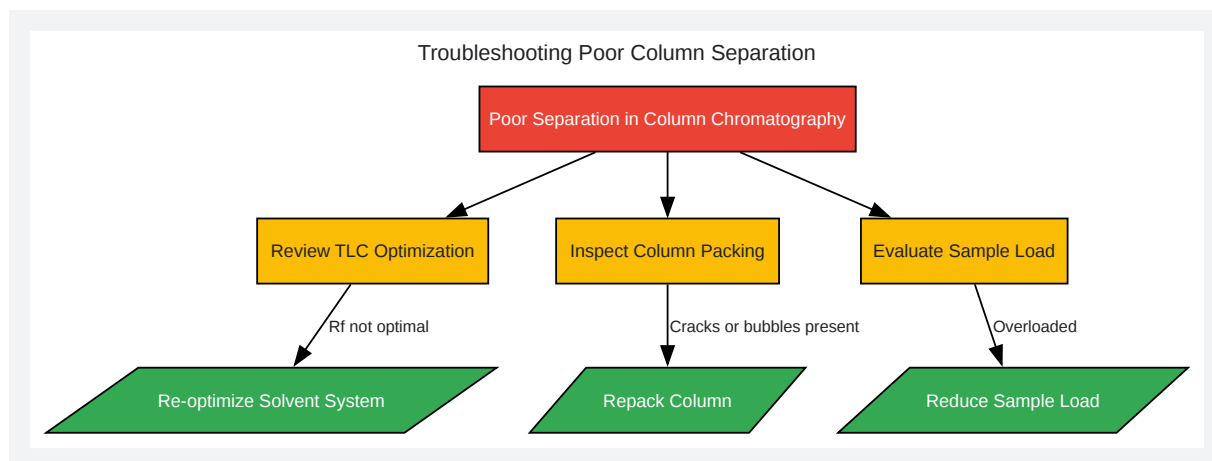 Troubleshooting Poor Column Separation
Poor Separation in Column Chromatography
Review TLC Optimization
Inspect Column Packing
Evaluate Sample Load
Rf not optimal
Cracks or bubbles present
Overloaded
Re-optimize Solvent System
Repack Column
Reduce Sample Load